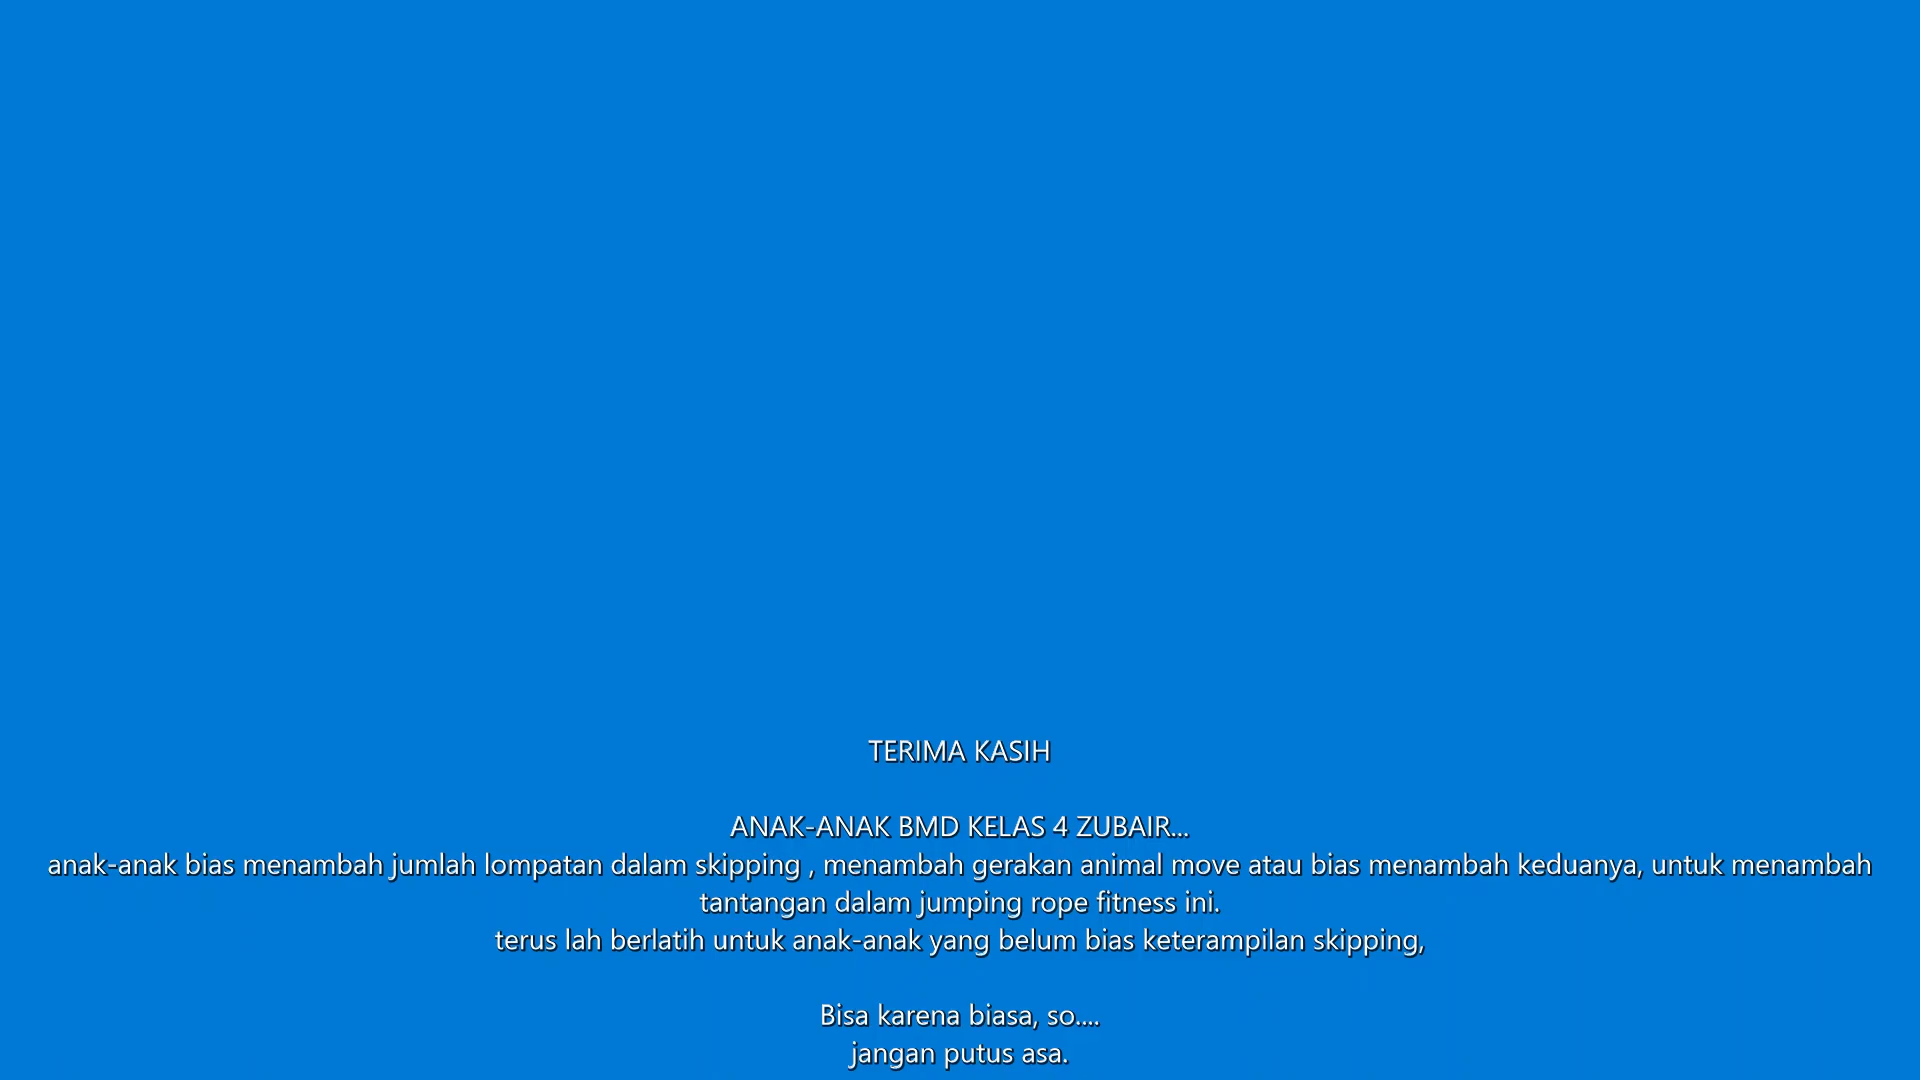 TERIMA KASIH
ANAK-ANAK BMD KELAS 4 ZUBAIR...
anak-anak bias menambah jumlah lompatan dalam skipping , menambah gerakan animal move atau bias menambah keduanya, untuk menambah
tantangan dalam jumping rope fitness ini.
terus lah berlatih untuk anak-anak yang belum bias keterampilan skipping,
Bisa karena biasa, so....
jangan putus asa.